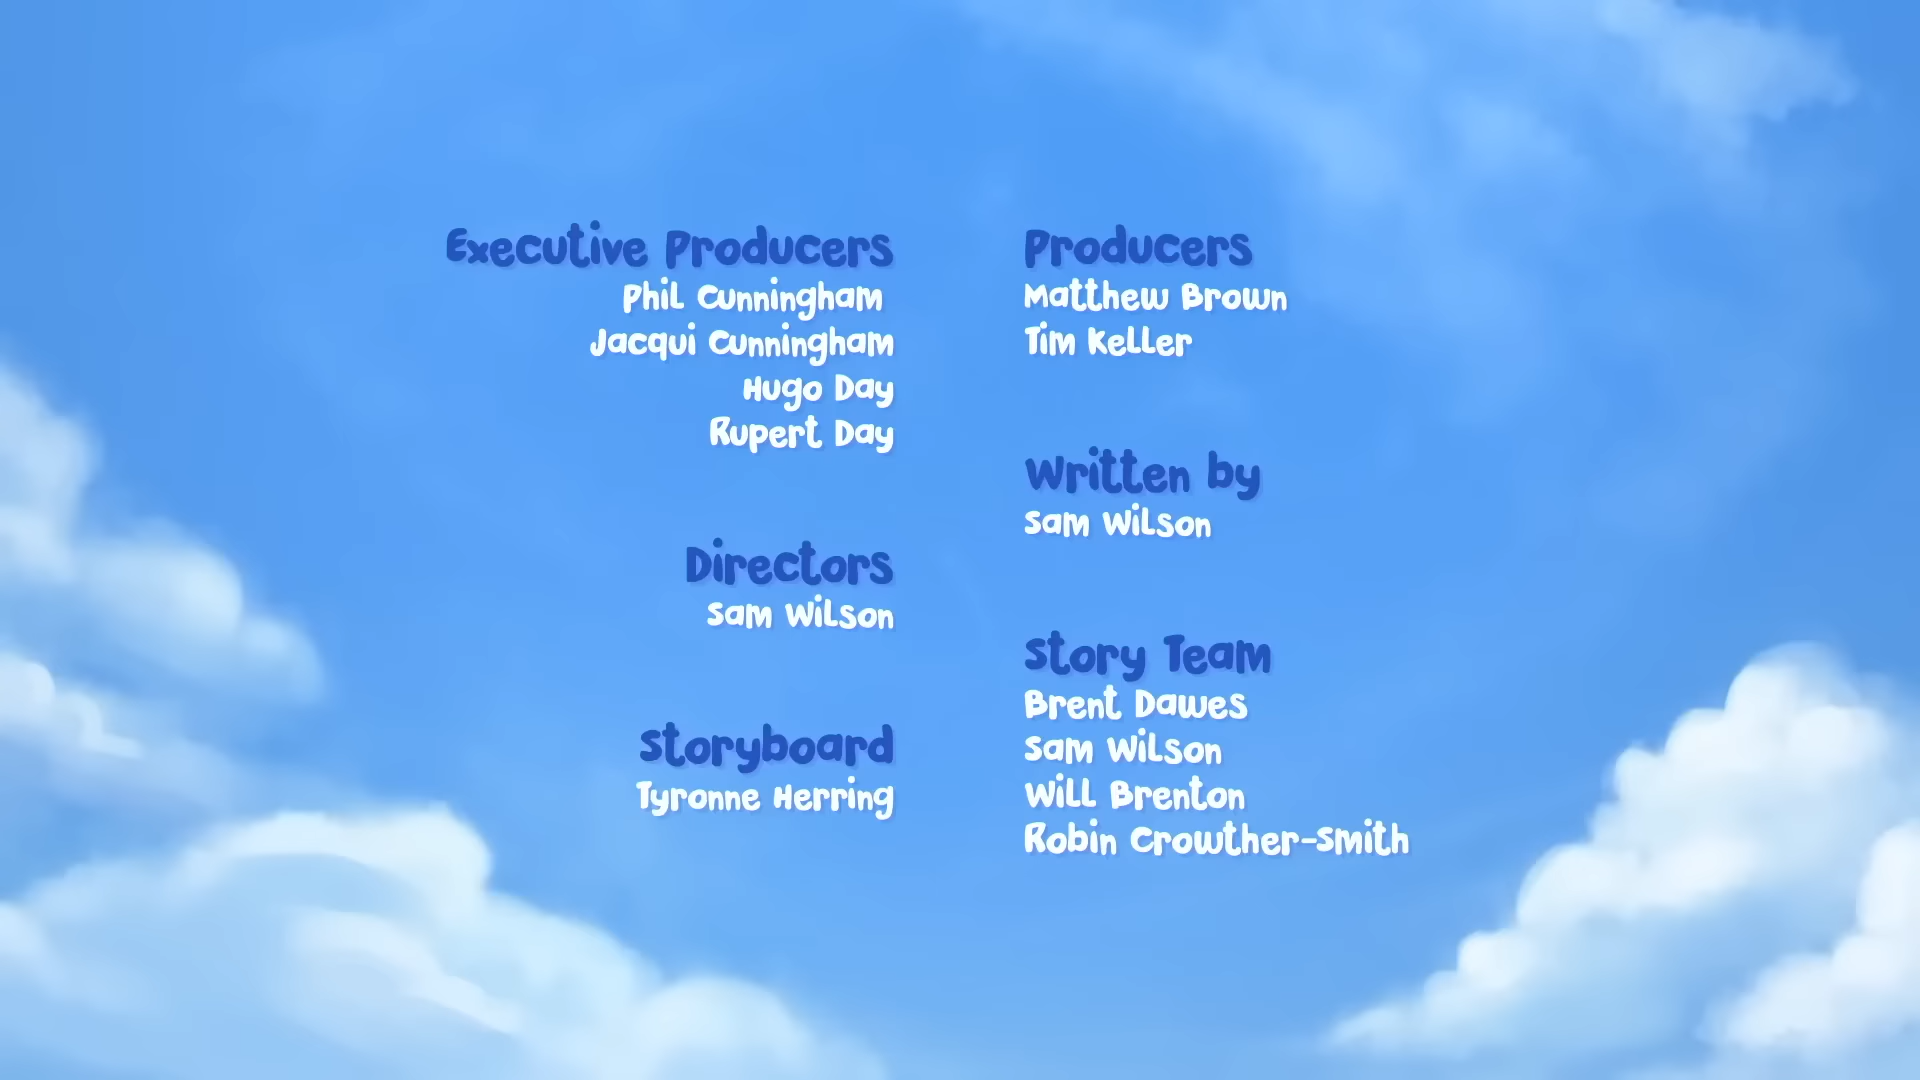 Executive Producers
Phil Cunningham
Jacqui Cunningham
Hugo Day
Rupert Day
Directors
Sam Wilson
Storyboard
Tyronne Herring
Producers
Matthew Brown
Tim Keller
Written by
Sam Wilson
Story Team
Brent Dawes
Sam Wilson
Will Brenton
Robin Crowther-Smith